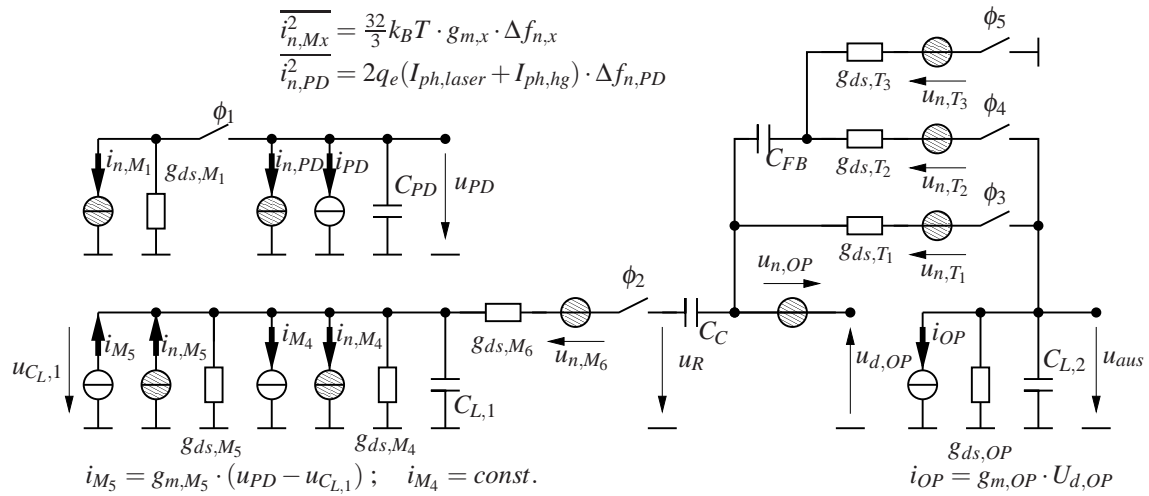 $\overline{i_{n,Mx}^2} = \frac{32}{3} k_B T \cdot g_{m,x} \cdot \Delta f_{n,x}$
$\overline{i_{n,PD}^2} = 2q_e(I_{ph,laser} + I_{ph,hg}) \cdot \Delta f_{n,PD}$
$\phi_5$
$g_{ds,T_3}$
$u_{n,T_3}$
$\phi_1$
$\phi_4$
$i_{n,M_1}$ $g_{ds,M_1}$ $i_{n,PD}$ $i_{PD}$ $C_{PD}$ $u_{PD}$
$C_{FB}$ $g_{ds,T_2}$ $u_{n,T_2}$
$\phi_3$
$g_{ds,T_1}$ $u_{n,T_1}$
$u_{n,OP}$
$\phi_2$
$u_{C_L,1}$ $i_{M_5}$ $i_{n,M_5}$ $i_{M_4}$ $i_{n,M_4}$ $g_{ds,M_6}$ $u_{n,M_6}$ $C_C$ $u_R$ $u_{d,OP}$ $i_{OP}$ $C_{L,2}$ $u_{aus}$
$g_{ds,M_5}$ $g_{ds,M_4}$ $C_{L,1}$ $g_{ds,OP}$
$i_{M_5} = g_{m,M_5} \cdot (u_{PD} - u_{C_L,1})\,; \quad i_{M_4} = const.$
$i_{OP} = g_{m,OP} \cdot U_{d,OP}$